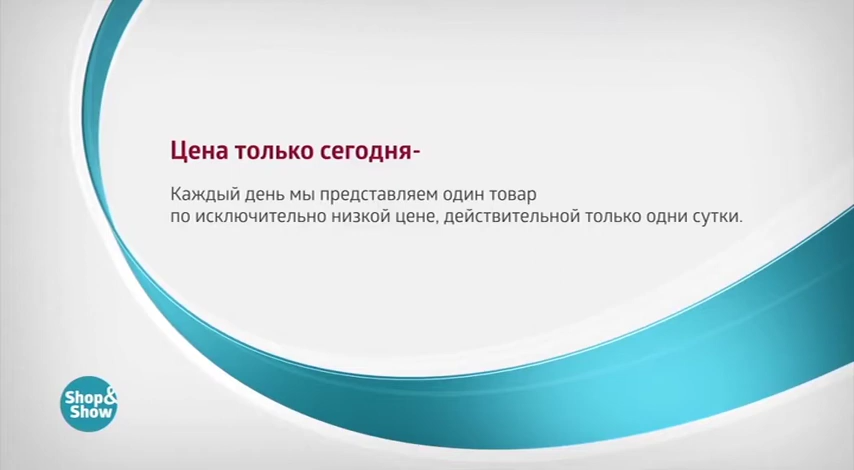 Цена только сегодня-
Каждый день мы представляем один товар
по исключительно низкой цене, действительной только одни сутки.
Shop&
Show